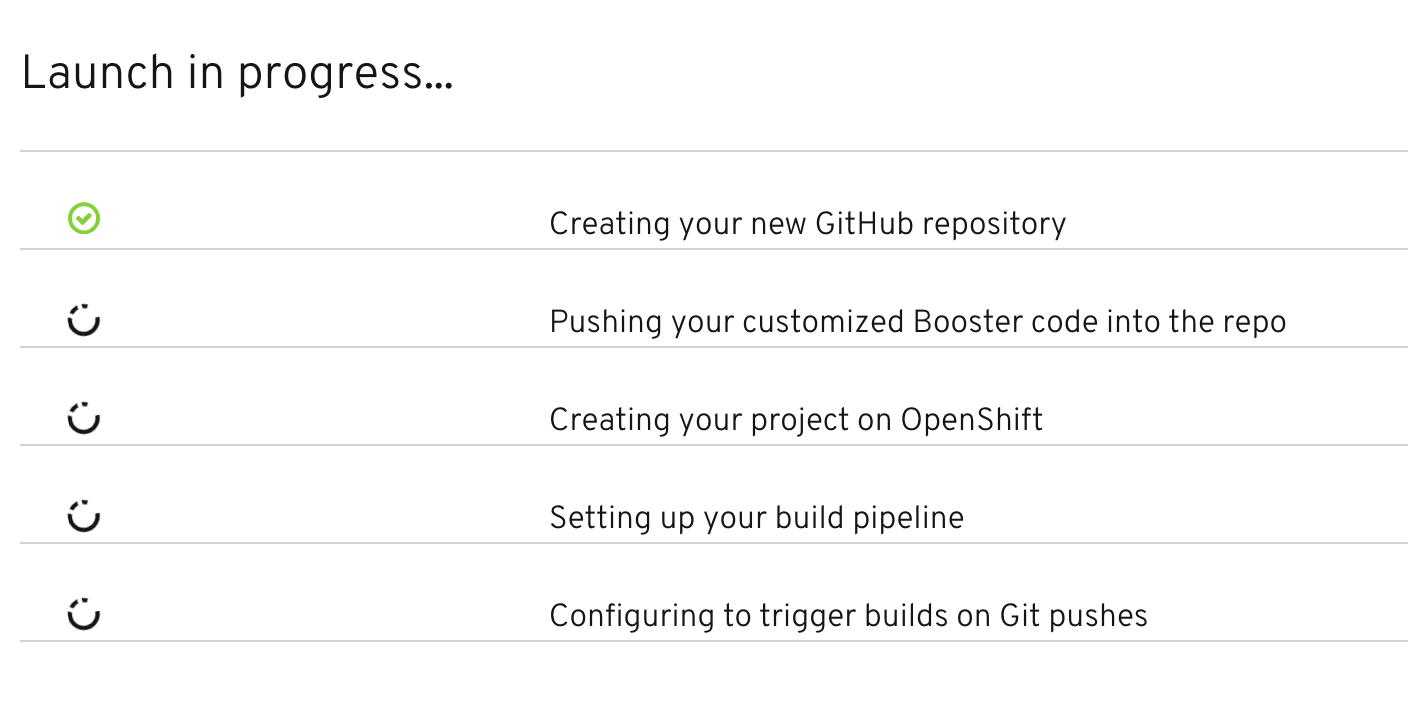 Launch in progress...
Creating your new GitHub repository
Pushing your customized Booster code into the repo
Creating your project on OpenShift
Setting up your build pipeline
Configuring to trigger builds on Git pushes